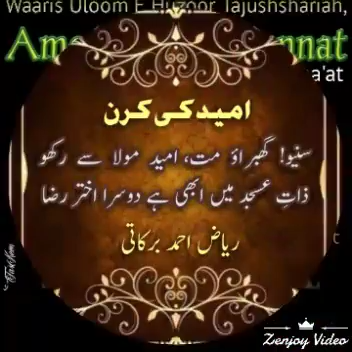 Waaris Uloom E Huzoor Tajushshariah,
Am nnat
a'at
امید کی کرن
سنیو! گھبراؤ مت، امید مولا سے رکھو
ذاتِ عسجد میں ابھی ہے دوسرا اختر رضا
ریاض احمد برکاتی
Zenjoy Video